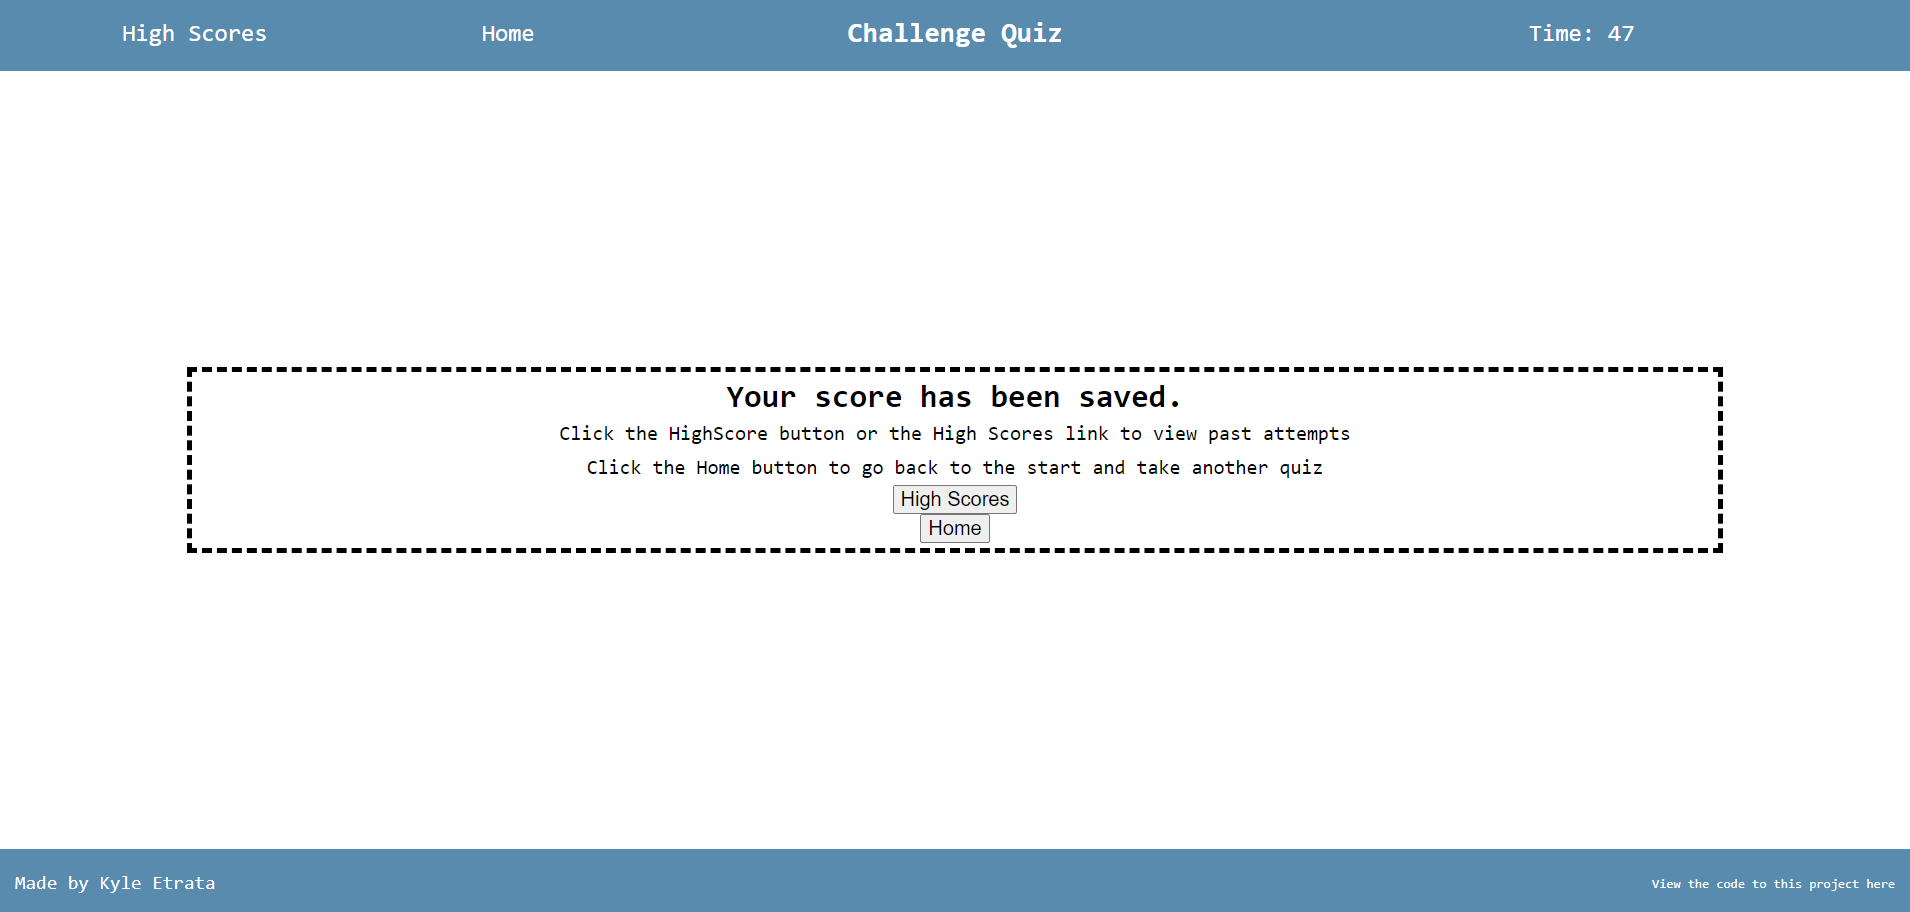 High Scores Home Challenge Quiz Time: 47
Your score has been saved.
Click the HighScore button or the High Scores link to view past attempts
Click the Home button to go back to the start and take another quiz
High Scores
Home
Made by Kyle Etrata View the code to this project here